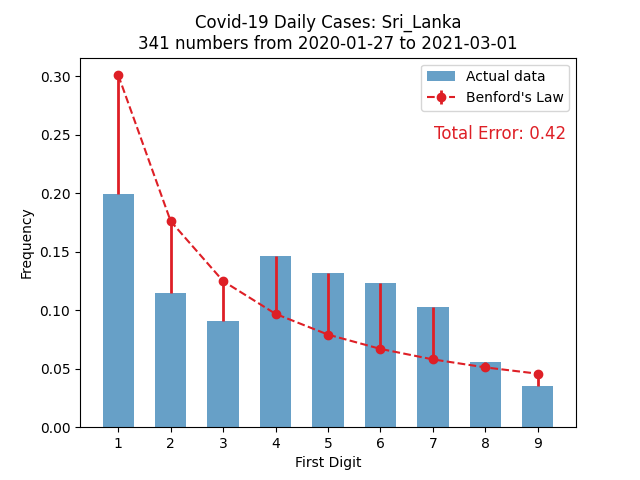 Covid-19 Daily Cases: Sri_Lanka
341 numbers from 2020-01-27 to 2021-03-01
Actual data
Benford's Law
Total Error: 0.42
Frequency
0.30
0.25
0.20
0.15
0.10
0.05
0.00
1 2 3 4 5 6 7 8 9
First Digit